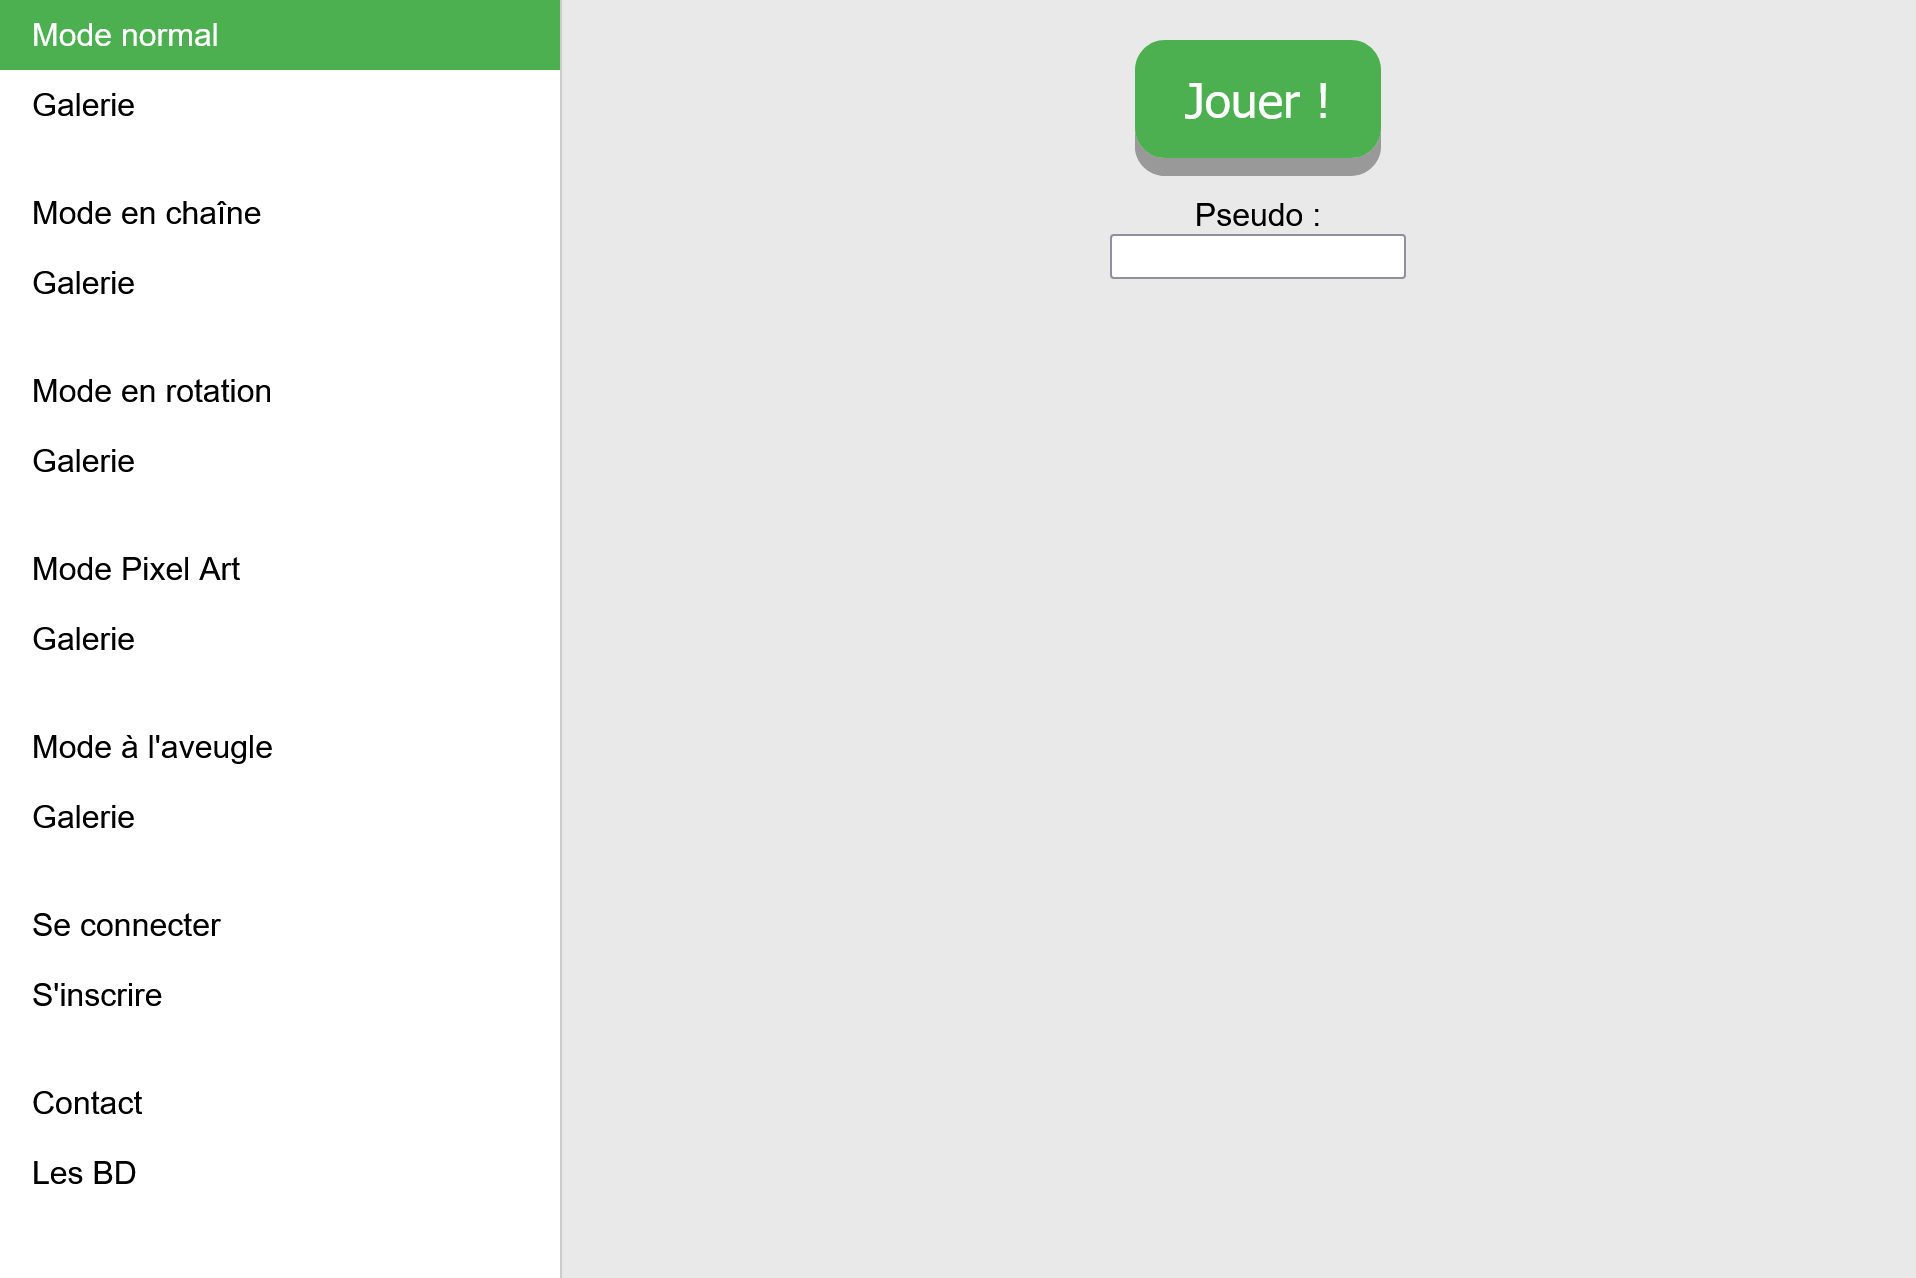 Mode normal
Galerie
Mode en chaîne
Galerie
Mode en rotation
Galerie
Mode Pixel Art
Galerie
Mode à l'aveugle
Galerie
Se connecter
S'inscrire
Contact
Les BD
Jouer !
Pseudo :